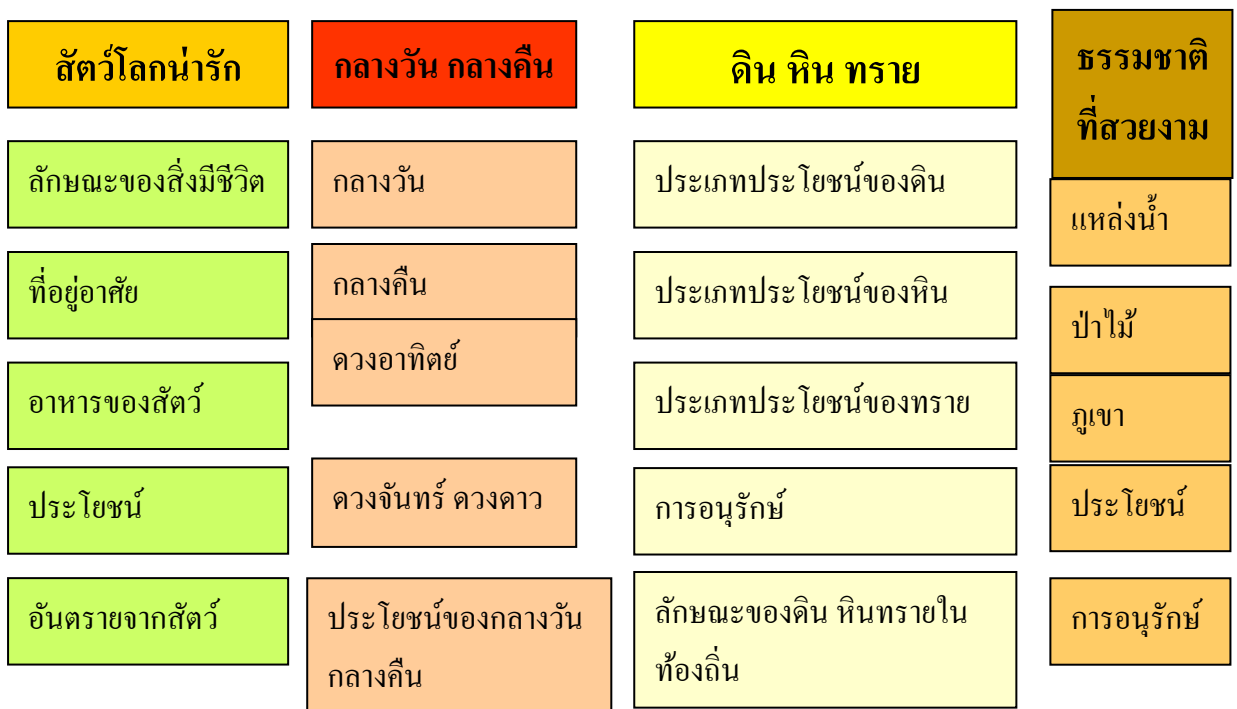 สัตว์โลกน่ารัก
ลักษณะของสิ่งมีชีวิต
ที่อยู่อาศัย
อาหารของสัตว์
ประโยชน์
อันตรายจากสัตว์
กลางวัน กลางคืน
กลางวัน
กลางคืน
ดวงอาทิตย์
ดวงจันทร์ ดวงดาว
ประโยชน์ของกลางวัน
กลางคืน
ดิน หิน ทราย
ประเภทประโยชน์ของดิน
ประเภทประโยชน์ของหิน
ประเภทประโยชน์ของทราย
การอนุรักษ์
ลักษณะของดิน หินทรายใน
ท้องถิ่น
ธรรมชาติ
ที่สวยงาม
แหล่งน้ำ
ป่าไม้
ภูเขา
ประโยชน์
การอนุรักษ์